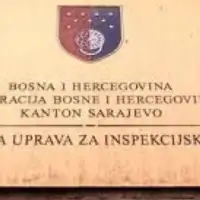 BOSNA I HERCEGOVINA
RACIJA BOSNE I HERCEGOVI
KANTON SARAJEVO
A UPRAVA ZA INSPEKCIJSK